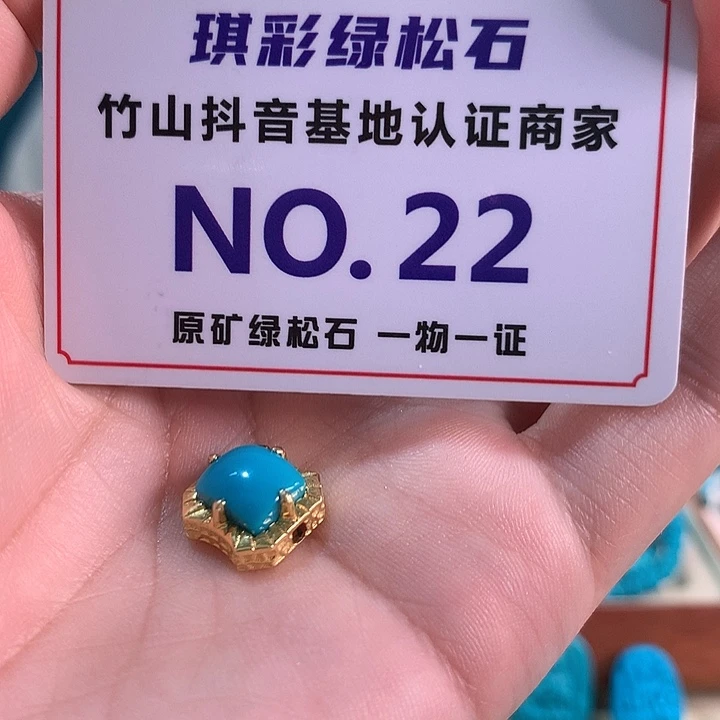 琪彩绿松石
竹山抖音基地认证商家
NO.22
原矿绿松石 一物一证